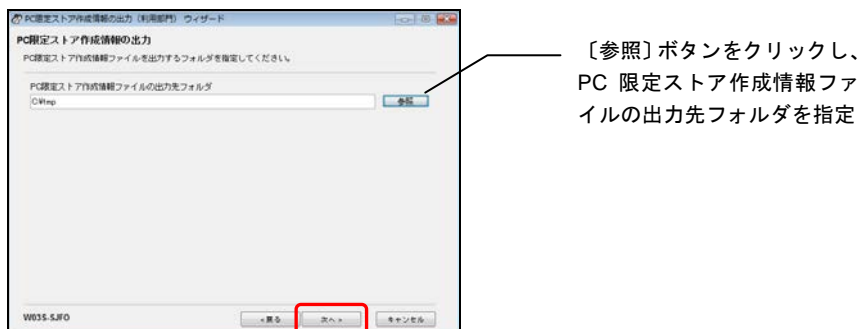 PC限定ストア作成情報の出力（利用部門） ウィザード
PC限定ストア作成情報の出力
PC限定ストア作成情報ファイルを出力するフォルダを指定してください。
PC限定ストア作成情報ファイルの出力先フォルダ
C:¥tmp
参照
W035-SJFO
<戻る
次へ>
キャンセル
〔参照〕ボタンをクリックし、
PC 限定ストア作成情報ファ
イルの出力先フォルダを指定